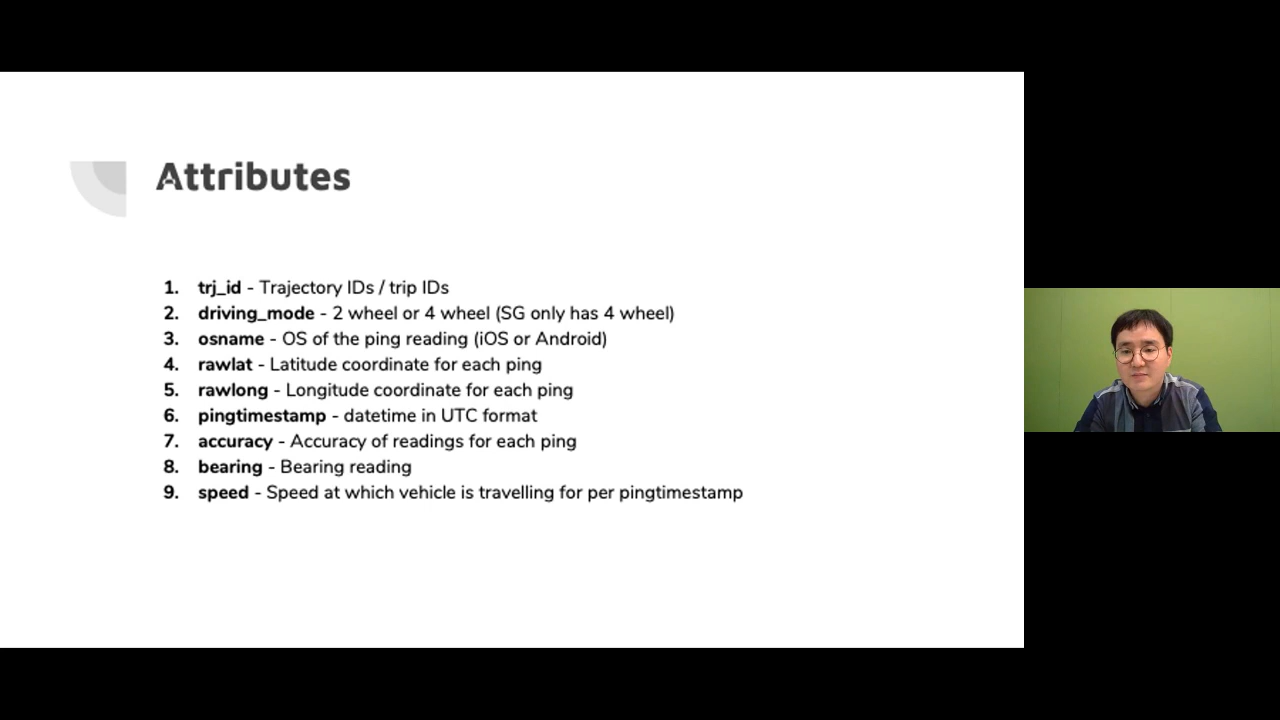 Attributes
1. trj_id - Trajectory IDs / trip IDs
2. driving_mode - 2 wheel or 4 wheel (SG only has 4 wheel)
3. osname - OS of the ping reading (iOS or Android)
4. rawlat - Latitude coordinate for each ping
5. rawlong - Longitude coordinate for each ping
6. pingtimestamp - datetime in UTC format
7. accuracy - Accuracy of readings for each ping
8. bearing - Bearing reading
9. speed - Speed at which vehicle is travelling for per pingtimestamp